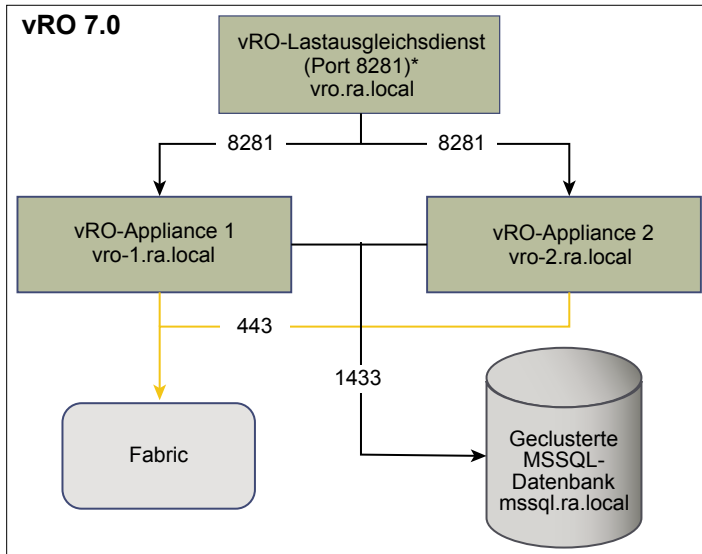 vRO 7.0
vRO-Lastausgleichsdienst
(Port 8281)*
vro.ra.local
8281
8281
vRO-Appliance 1
vro-1.ra.local
vRO-Appliance 2
vro-2.ra.local
443
1433
Fabric
Geclusterte
MSSQL-
Datenbank
mssql.ra.local